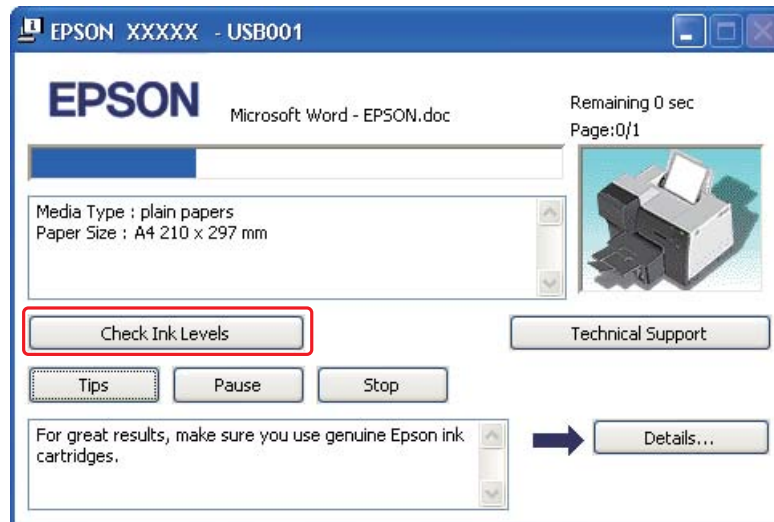 EPSON XXXXX - USB001
EPSON
Microsoft Word - EPSON.doc
Remaining 0 sec
Page:0/1
Media Type : plain papers
Paper Size : A4 210 x 297 mm
Check Ink Levels
Technical Support
Tips
Pause
Stop
For great results, make sure you use genuine Epson ink
cartridges.
Details...